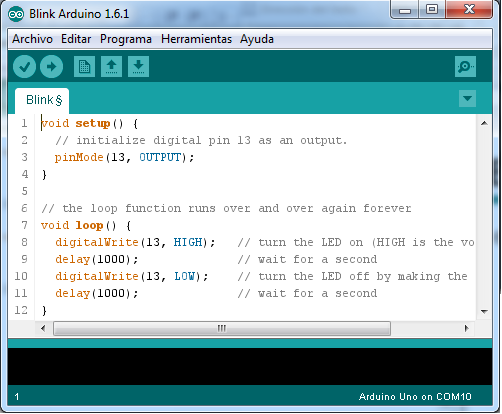 Blink Arduino 1.6.1
Archivo Editar Programa Herramientas Ayuda
Blink§
1 void setup() {
2 // initialize digital pin 13 as an output.
3 pinMode(13, OUTPUT);
4 }
5
6 // the loop function runs over and over again forever
7 void loop() {
8 digitalWrite(13, HIGH); // turn the LED on (HIGH is the vo
9 delay(1000); // wait for a second
10 digitalWrite(13, LOW); // turn the LED off by making the
11 delay(1000); // wait for a second
12 }
1 Arduino Uno on COM10